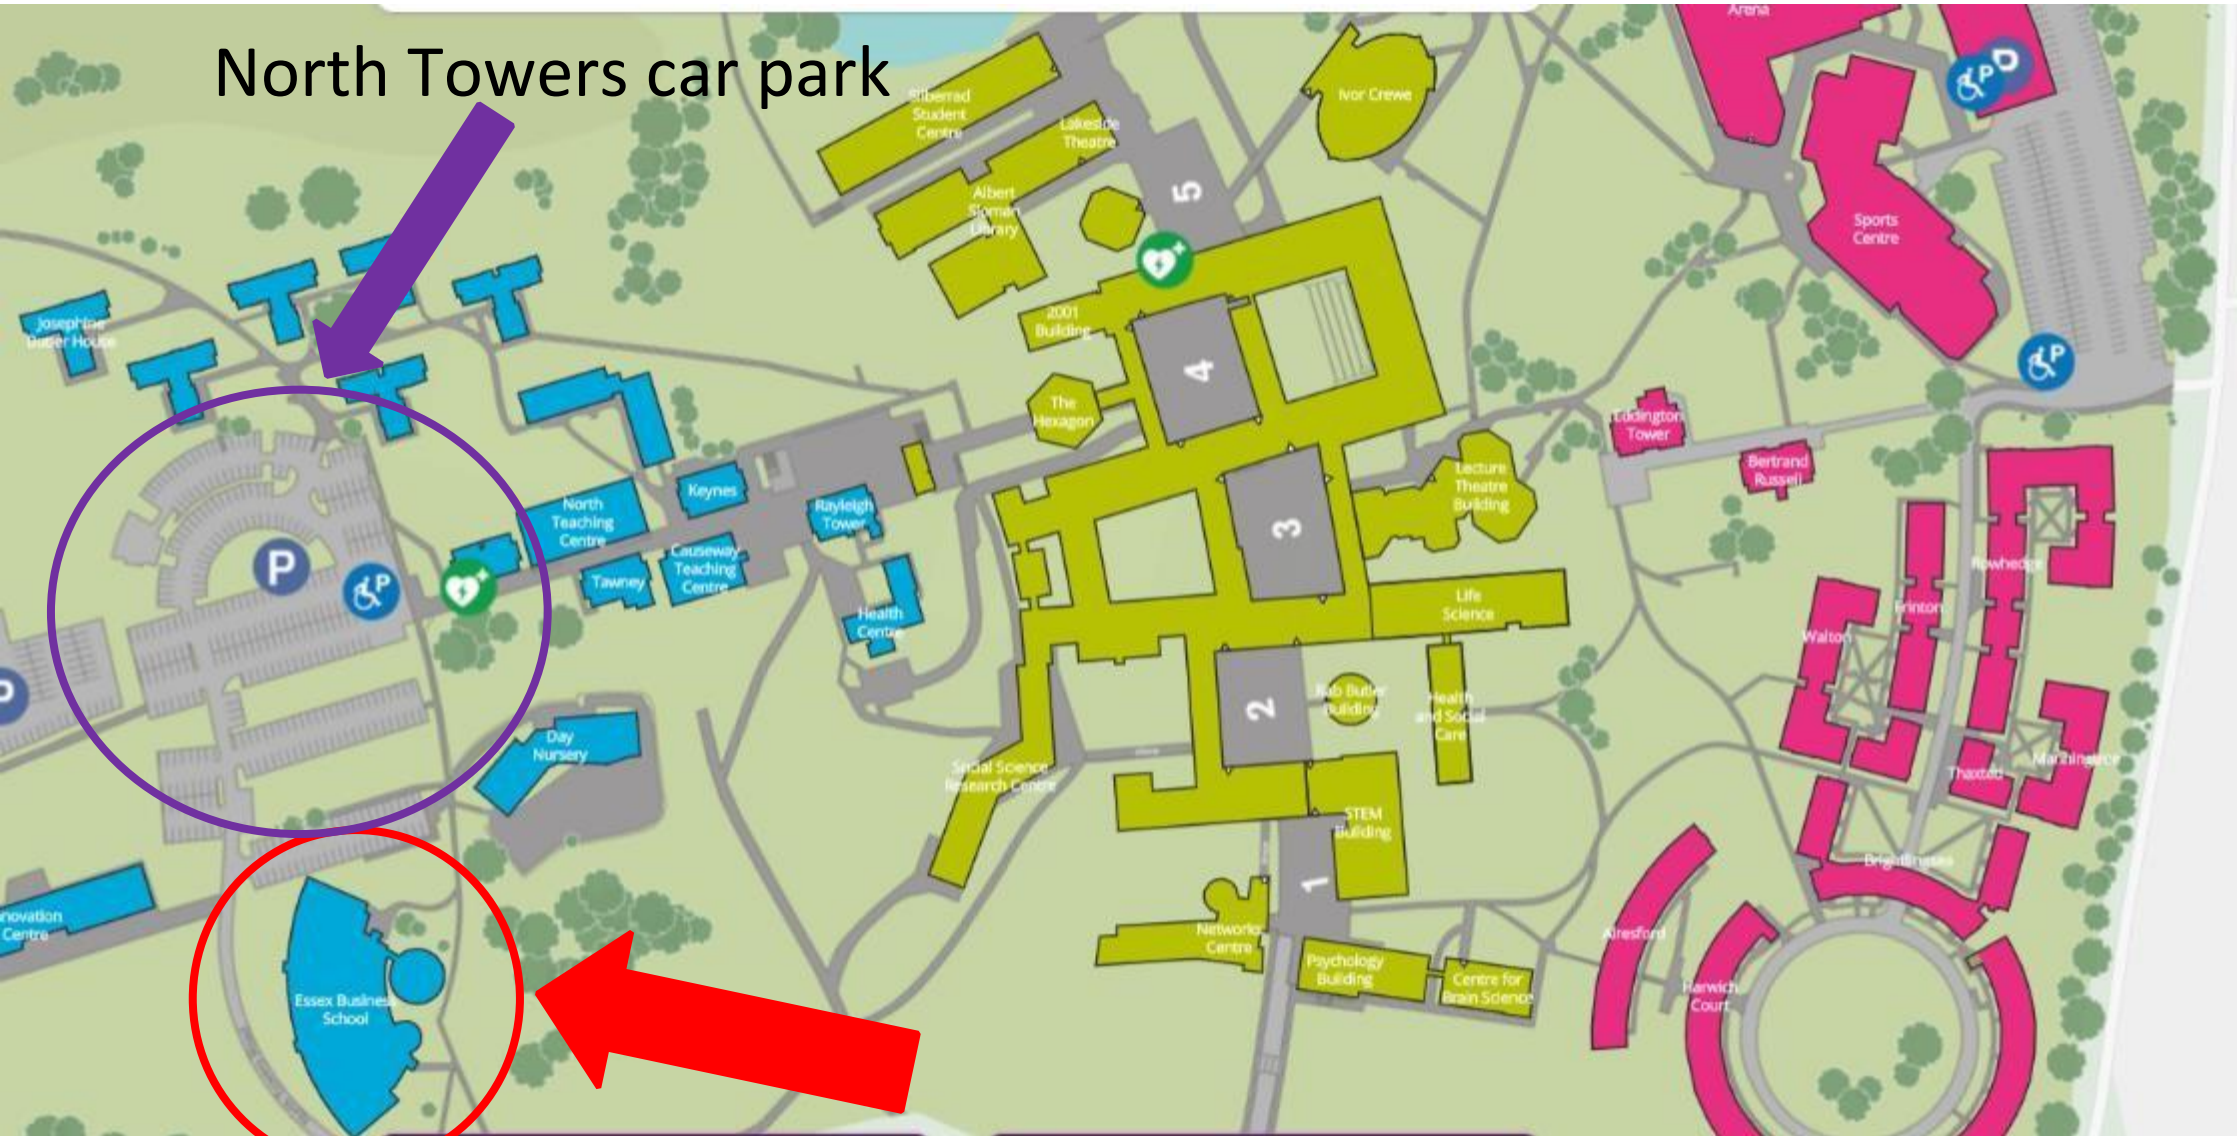 North Towers car park
Arena
Silberrad
Student
Centre
Lakeside
Theatre
Ivor Crewe
Albert
Sloman
Library
5
P
Sports
Centre
2001
Building
Josephine
Butler House
4
P
The
Hexagon
Eddington
Tower
Bertrand
Russell
Lecture
Theatre
Building
Keynes
North
Teaching
Centre
Rayleigh
Tower
3
Causeway
Teaching
Centre
Tawney
P
P
Rowhedge
Life
Science
Frinton
Health
Centre
Walton
P
2
Rab Butler
Building
Health
and Social
Care
Day
Nursery
Social Science
Research Centre
Thaxted
STEM
Building
Brightlingsea
1
novation
Centre
Networks
Centre
Alresford
Psychology
Building
Centre for
Brain Science
Harwich
Court
Essex Business
School